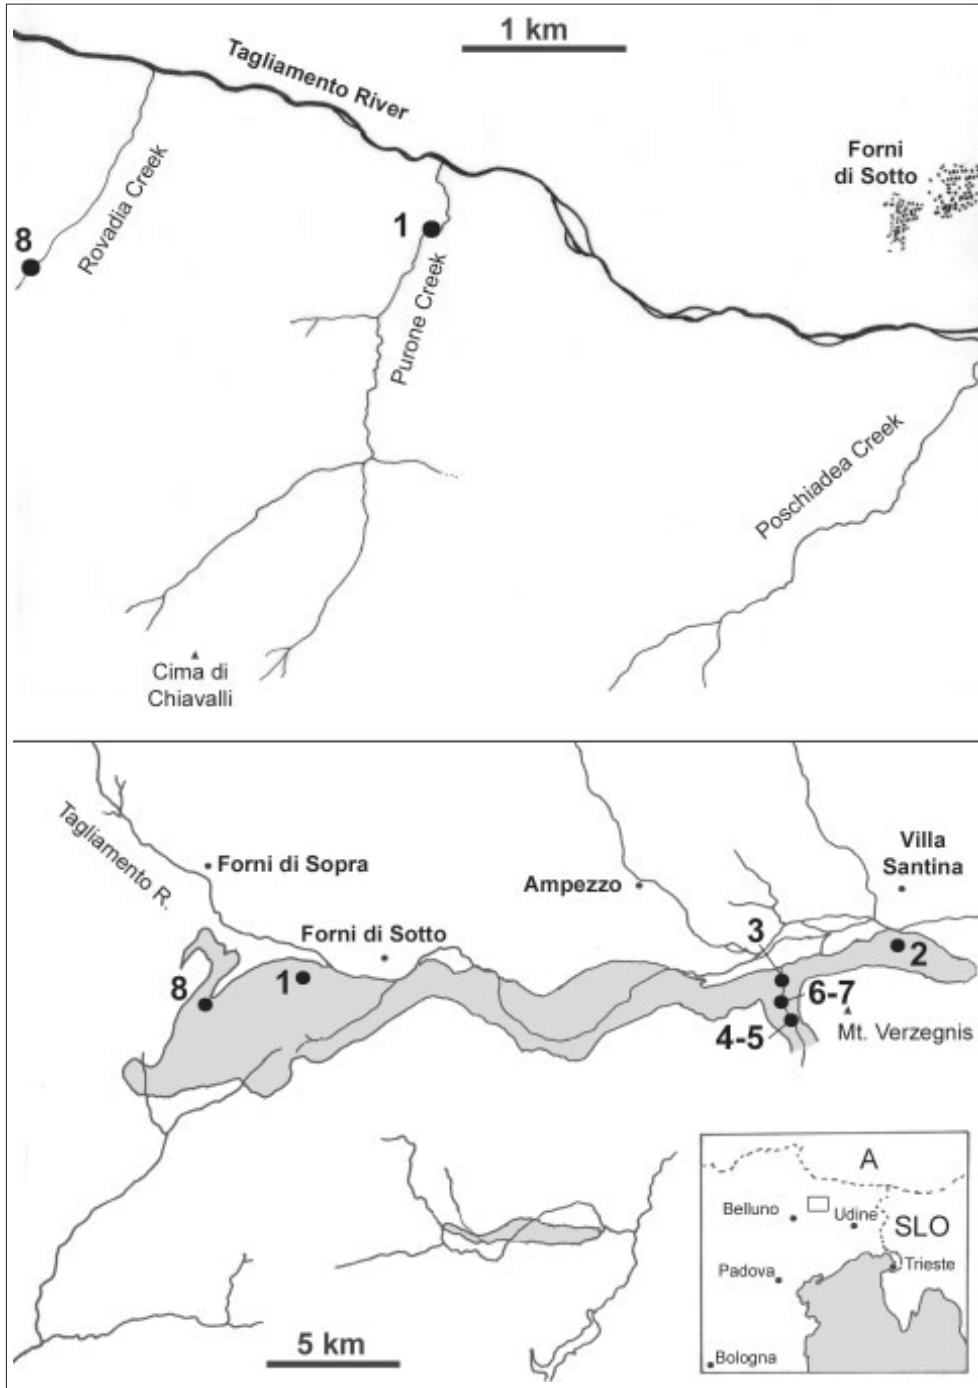 1 km
Tagliamento River
Forni
di Sotto
Rovadia Creek
8
1
Purone Creek
Poschiadea Creek
Cima di
Chiavalli
Tagliamento R.
Forni di Sopra
Villa
Santina
Ampezzo
Forni di Sotto
3
2
8
1
6-7
4-5
Mt. Verzegnis
A
Belluno
Udine
SLO
Padova
Trieste
Bologna
5 km